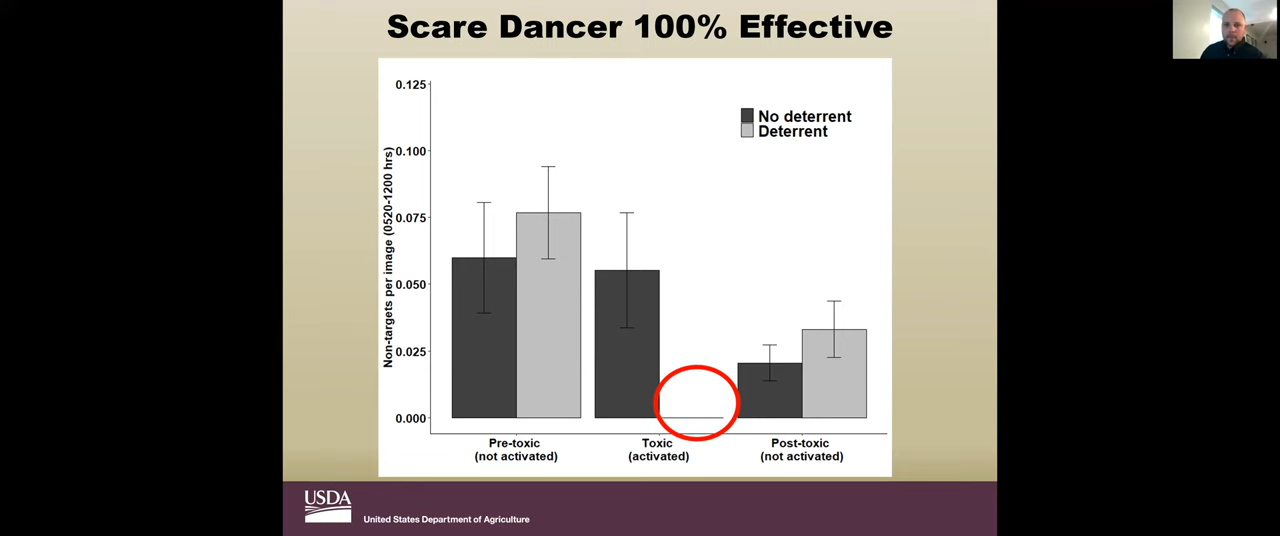 Scare Dancer 100% Effective
0.125
0.100
0.075
0.050
0.025
0.000
Non-targets per image (0520-1200 hrs)
No deterrent
Deterrent
Pre-toxic
(not activated)
Toxic
(activated)
Post-toxic
(not activated)
USDA
United States Department of Agriculture